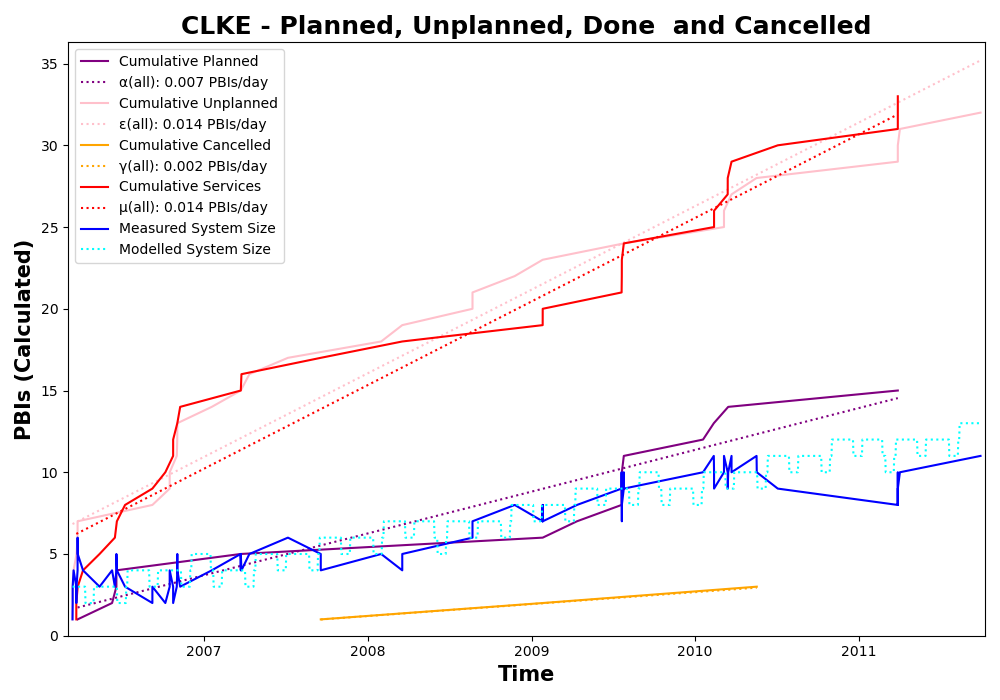 CLKE - Planned, Unplanned, Done  and Cancelled
PBIs (Calculated)
35
30
25
20
15
10
5
0
Cumulative Planned
α(all): 0.007 PBIs/day
Cumulative Unplanned
ε(all): 0.014 PBIs/day
Cumulative Cancelled
γ(all): 0.002 PBIs/day
Cumulative Services
μ(all): 0.014 PBIs/day
Measured System Size
Modelled System Size
2007 2008 2009 2010 2011
Time